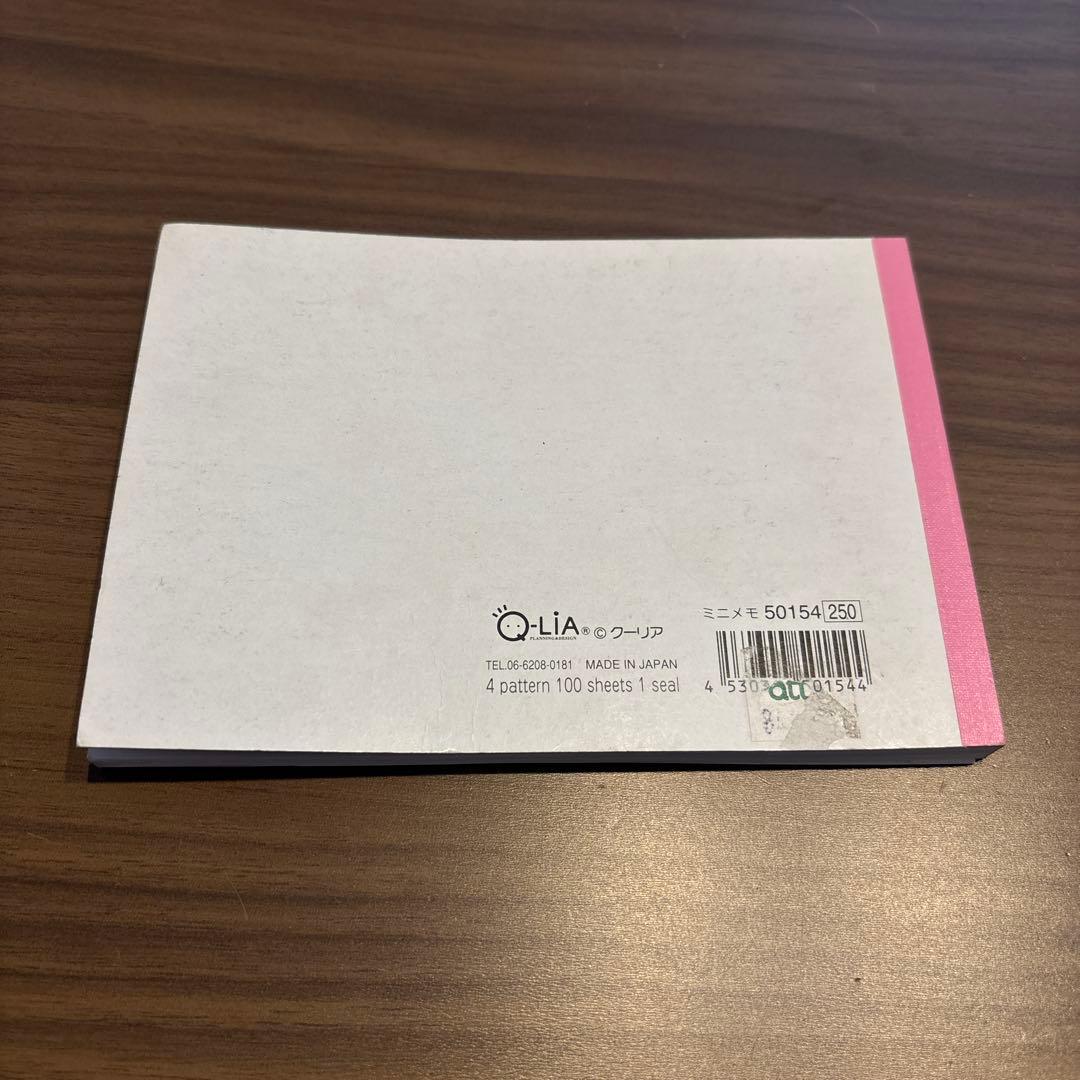 Q-LiA® © クーリア
PLANNING&DESIGN
TEL.06-6208-0181 MADE IN JAPAN
4 pattern 100 sheets 1 seal
ミニメモ 50154 250
4 5303 01544